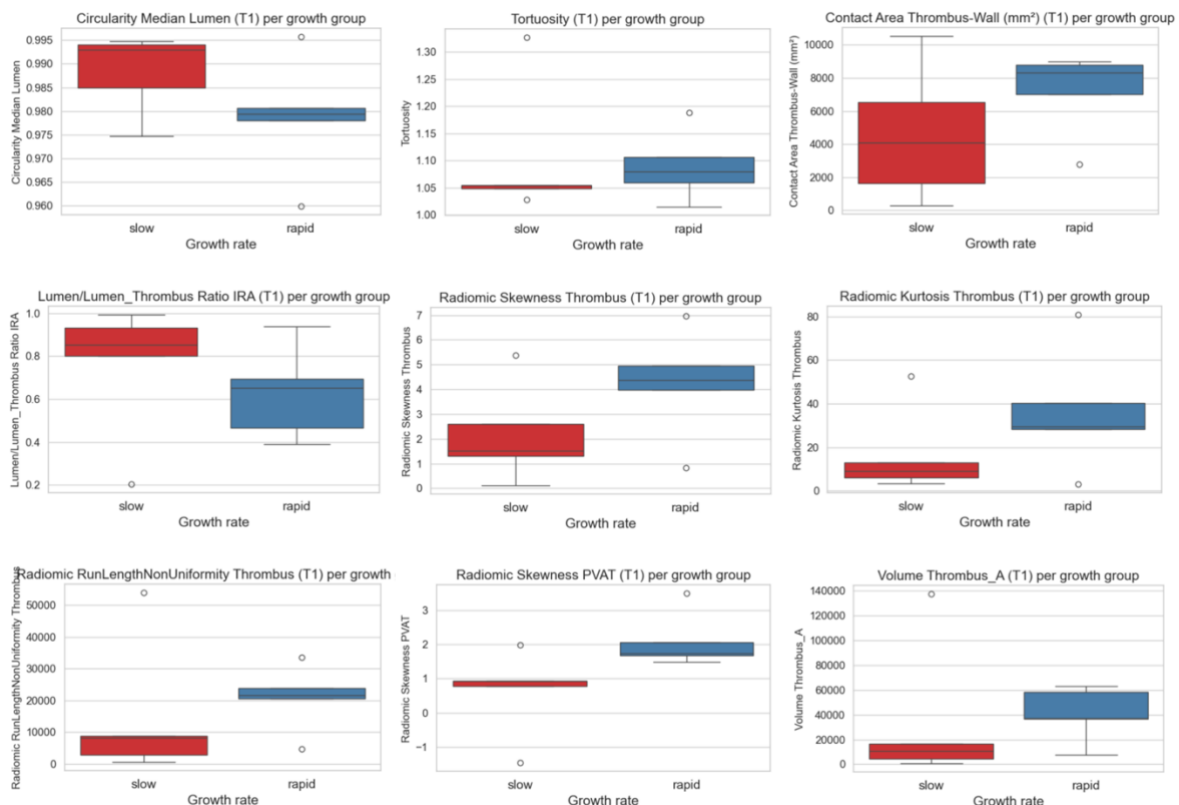 Circularity Median Lumen (T1) per growth group
Circularity Median Lumen
0.995
0.990
0.985
0.980
0.975
0.970
0.965
0.960
slow
rapid
Growth rate
Tortuosity (T1) per growth group
Tortuosity
1.30
1.25
1.20
1.15
1.10
1.05
1.00
slow
rapid
Growth rate
Contact Area Thrombus-Wall (mm²) (T1) per growth group
Contact Area Thrombus-Wall (mm²)
10000
8000
6000
4000
2000
0
slow
rapid
Growth rate
Lumen/Lumen_Thrombus Ratio IRA (T1) per growth group
Lumen/Lumen_Thrombus Ratio IRA
1.0
0.8
0.6
0.4
0.2
slow
rapid
Growth rate
Radiomic Skewness Thrombus (T1) per growth group
Radiomic Skewness Thrombus
7
6
5
4
3
2
1
0
slow
rapid
Growth rate
Radiomic Kurtosis Thrombus (T1) per growth group
Radiomic Kurtosis Thrombus
80
60
40
20
0
slow
rapid
Growth rate
Radiomic RunLengthNonUniformity Thrombus (T1) per growth
Radiomic RunLengthNonUniformity Thrombus
50000
40000
30000
20000
10000
0
slow
rapid
Growth rate
Radiomic Skewness PVAT (T1) per growth group
Radiomic Skewness PVAT
3
2
1
0
−1
slow
rapid
Growth rate
Volume Thrombus_A (T1) per growth group
Volume Thrombus_A
140000
120000
100000
80000
60000
40000
20000
0
slow
rapid
Growth rate